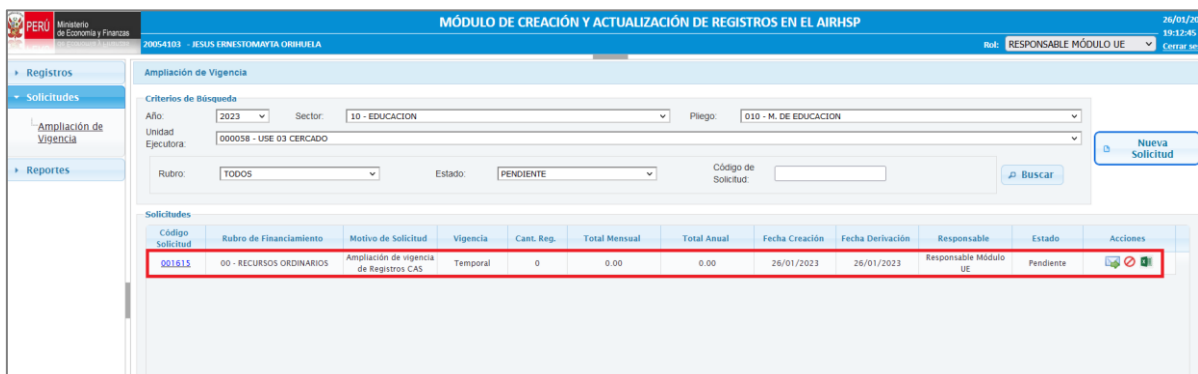 PERÚ Ministerio de Economía y Finanzas
MÓDULO DE CREACIÓN Y ACTUALIZACIÓN DE REGISTROS EN EL AIRHSP
26/01/20
19:12:45
20054103 - JESUS ERNESTOMAYTA ORIHUELA
Rol: RESPONSABLE MÓDULO UE
Cerrar se
Registros
Solicitudes
Ampliación de Vigencia
Reportes
Ampliación de Vigencia
Criterios de Búsqueda
Año: 2023 Sector: 10 - EDUCACION Pliego: 010 - M. DE EDUCACION
Unidad Ejecutora: 000058 - USE 03 CERCADO
Nueva Solicitud
Rubro: TODOS Estado: PENDIENTE Código de Solicitud: Buscar
Solicitudes
Código Solicitud Rubro de Financiamiento Motivo de Solicitud Vigencia Cant. Reg. Total Mensual Total Anual Fecha Creación Fecha Derivación Responsable Estado Acciones
001615 00 - RECURSOS ORDINARIOS Ampliación de vigencia de Registros CAS Temporal 0 0.00 0.00 26/01/2023 26/01/2023 Responsable Módulo UE Pendiente